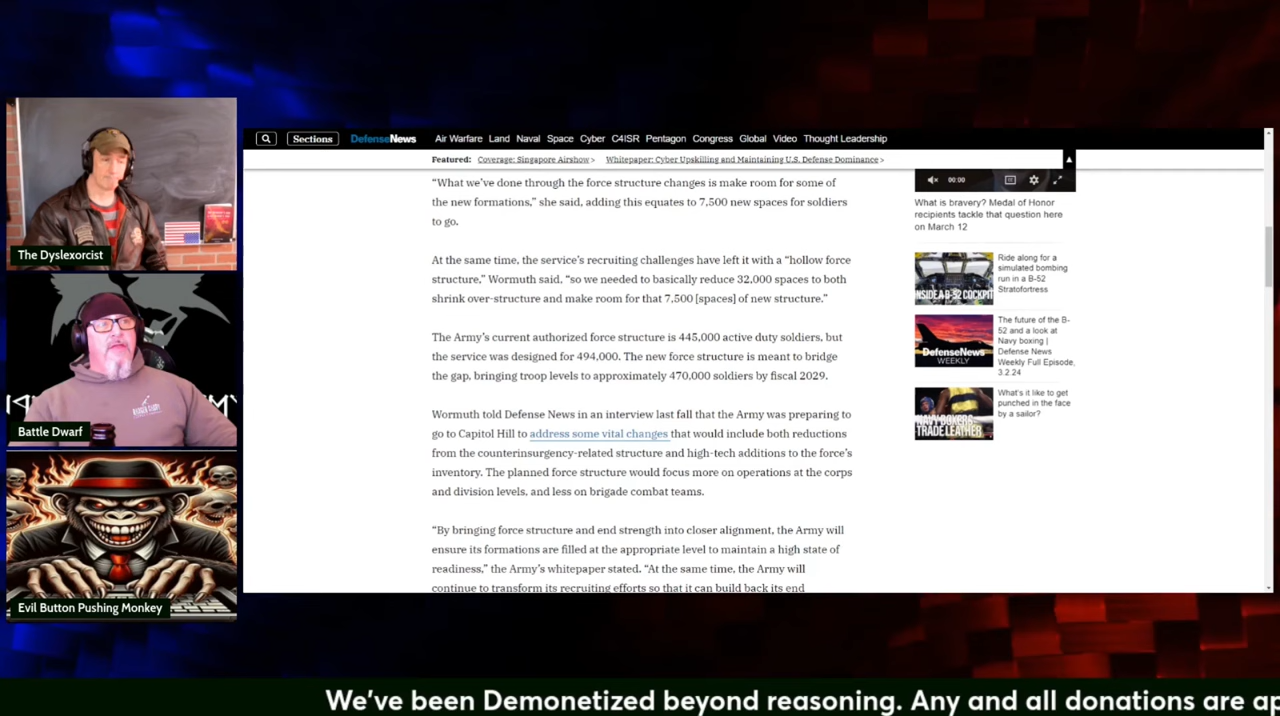 The Dyslexorcist
Battle Dwarf
Evil Button Pushing Monkey
Sections
DefenseNews
Air Warfare Land Naval Space Cyber C4ISR Pentagon Congress Global Video Thought Leadership
Featured: Coverage: Singapore Airshow > Whitepaper: Cyber Upskilling and Maintaining U.S. Defense Dominance >
“What we’ve done through the force structure changes is make room for some of
the new formations,” she said, adding this equates to 7,500 new spaces for soldiers
to go.
At the same time, the service’s recruiting challenges have left it with a “hollow force
structure,” Wormuth said, “so we needed to basically reduce 32,000 spaces to both
shrink over-structure and make room for that 7,500 [spaces] of new structure.”
The Army’s current authorized force structure is 445,000 active duty soldiers, but
the service was designed for 494,000. The new force structure is meant to bridge
the gap, bringing troop levels to approximately 470,000 soldiers by fiscal 2029.
Wormuth told Defense News in an interview last fall that the Army was preparing to
go to Capitol Hill to address some vital changes that would include both reductions
from the counterinsurgency-related structure and high-tech additions to the force’s
inventory. The planned force structure would focus more on operations at the corps
and division levels, and less on brigade combat teams.
“By bringing force structure and end strength into closer alignment, the Army will
ensure its formations are filled at the appropriate level to maintain a high state of
readiness,” the Army’s whitepaper stated. “At the same time, the Army will
continue to transform its recruiting efforts so that it can build back its end
00:00
What is bravery? Medal of Honor
recipients tackle that question here
on March 12
INSIDE A B-52 COCKPIT
Ride along for a
simulated bombing
run in a B-52
Stratofortress
DefenseNews
WEEKLY
The future of the B-
52 and a look at
Navy boxing |
Defense News
Weekly Full Episode,
3.2.24
NAVY BOXERS
TRADE LEATHER
What's it like to get
punched in the face
by a sailor?
We've been Demonetized beyond reasoning. Any and all donations are ap